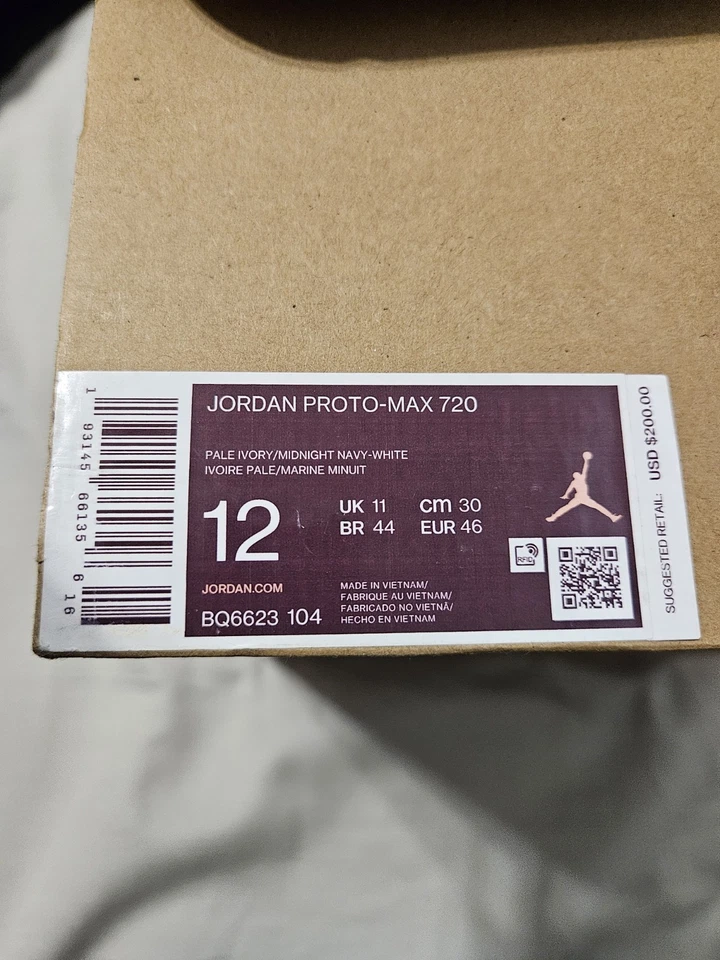 JORDAN PROTO-MAX 720
PALE IVORY/MIDNIGHT NAVY-WHITE
IVOIRE PALE/MARINE MINUIT
12
UK 11 cm 30
BR 44 EUR 46
JORDAN.COM
BQ6623 104
MADE IN VIETNAM/
FABRIQUE AU VIETNAM/
FABRICADO NO VIETNÃ/
HECHO EN VIETNAM
RFID
1 93145 66135 6 16
SUGGESTED RETAIL: USD $200.00